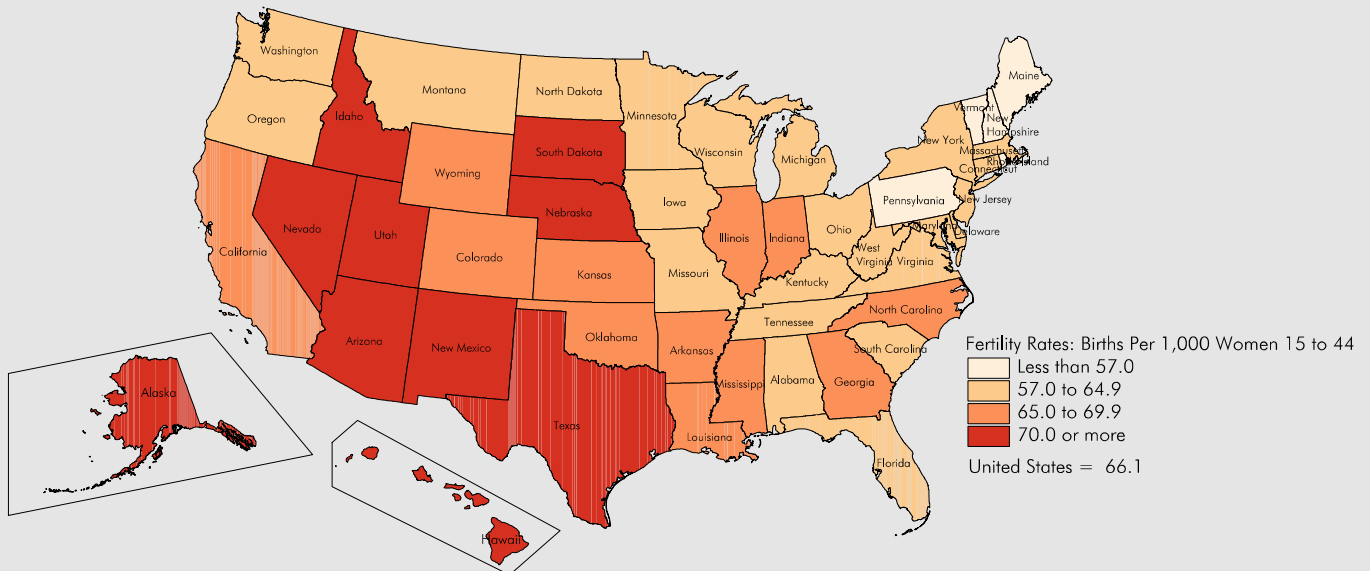 Washington
Montana
North Dakota
Minnesota
Maine
Vermont
New
Hampshire
Oregon
Idaho
South Dakota
Wisconsin
Michigan
New York
Massachusetts
Rhode Island
Connecticut
Wyoming
Iowa
Pennsylvania
New Jersey
Nebraska
Nevada
Utah
Colorado
California
Kansas
Missouri
Illinois
Indiana
Ohio
Maryland
Delaware
West
Virginia
Virginia
Kentucky
Arizona
New Mexico
Oklahoma
Arkansas
Tennessee
North Carolina
South Carolina
Mississippi
Alabama
Georgia
Texas
Louisiana
Florida
Alaska
Hawaii
Fertility Rates: Births Per 1,000 Women 15 to 44
Less than 57.0
57.0 to 64.9
65.0 to 69.9
70.0 or more
United States = 66.1